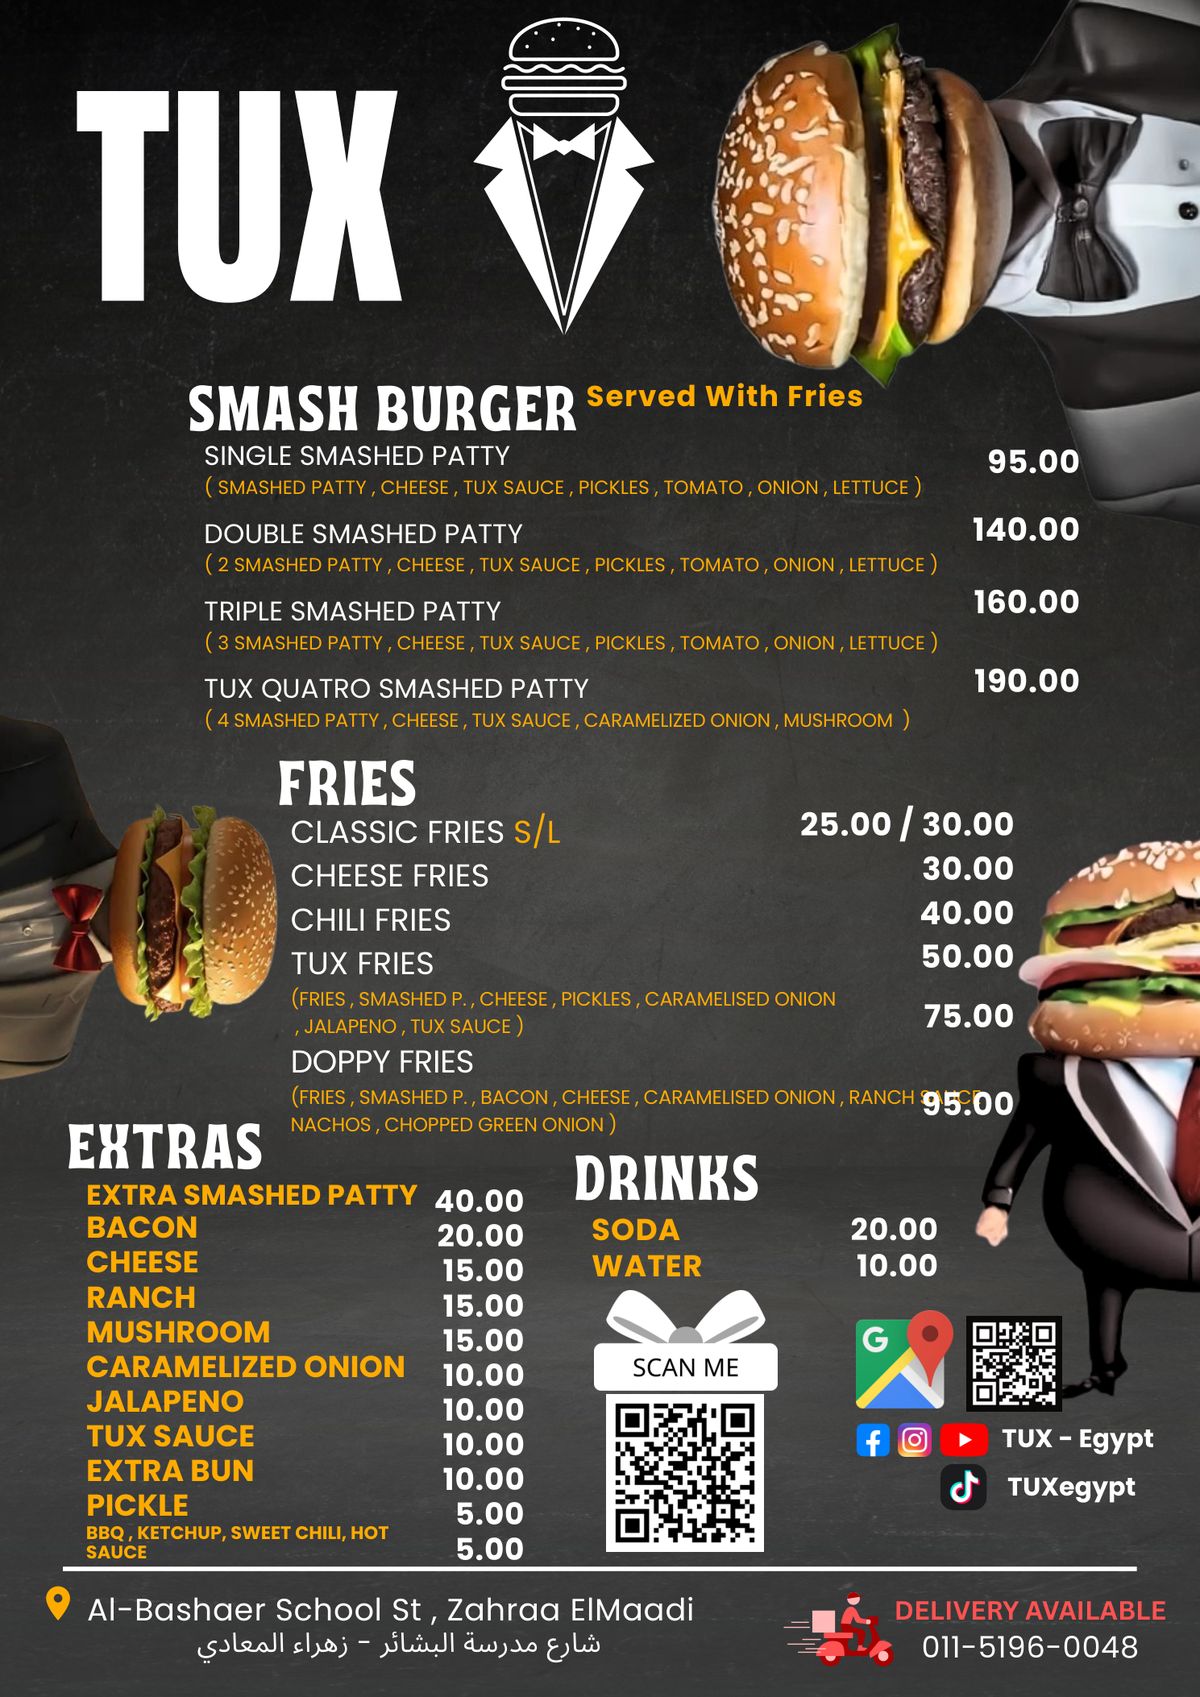 TUX
SMASH BURGER Served With Fries
SINGLE SMASHED PATTY 95.00
( SMASHED PATTY , CHEESE , TUX SAUCE , PICKLES , TOMATO , ONION , LETTUCE )
DOUBLE SMASHED PATTY 140.00
( 2 SMASHED PATTY , CHEESE , TUX SAUCE , PICKLES , TOMATO , ONION , LETTUCE )
TRIPLE SMASHED PATTY 160.00
( 3 SMASHED PATTY , CHEESE , TUX SAUCE , PICKLES , TOMATO , ONION , LETTUCE )
TUX QUATRO SMASHED PATTY 190.00
( 4 SMASHED PATTY , CHEESE , TUX SAUCE , CARAMELIZED ONION , MUSHROOM )
FRIES
CLASSIC FRIES S/L 25.00 / 30.00
CHEESE FRIES 30.00
CHILI FRIES 40.00
TUX FRIES 50.00
(FRIES , SMASHED P. , CHEESE , PICKLES , CARAMELISED ONION
, JALAPENO , TUX SAUCE ) 75.00
DOPPY FRIES
(FRIES , SMASHED P. , BACON , CHEESE , CARAMELISED ONION , RANCH SAUCE 95.00
NACHOS , CHOPPED GREEN ONION )
EXTRAS
EXTRA SMASHED PATTY 40.00
BACON 20.00
CHEESE 15.00
RANCH 15.00
MUSHROOM 15.00
CARAMELIZED ONION 10.00
JALAPENO 10.00
TUX SAUCE 10.00
EXTRA BUN 10.00
PICKLE 5.00
BBQ , KETCHUP, SWEET CHILI, HOT
SAUCE 5.00
DRINKS
SODA 20.00
WATER 10.00
SCAN ME
G
TUX - Egypt
TUXegypt
Al-Bashaer School St , Zahraa ElMaadi
شارع مدرسة البشائر - زهراء المعادي
DELIVERY AVAILABLE
011-5196-0048